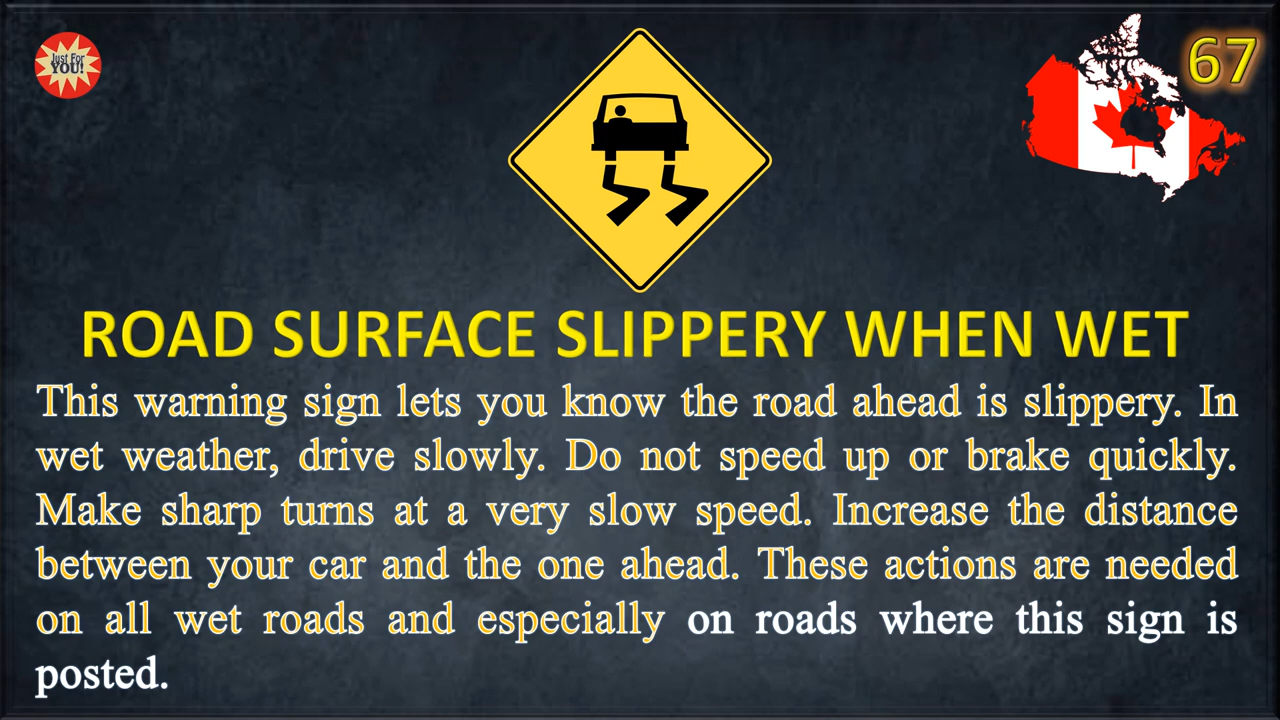 Just For
YOU!
67
ROAD SURFACE SLIPPERY WHEN WET
This warning sign lets you know the road ahead is slippery. In
wet weather, drive slowly. Do not speed up or brake quickly.
Make sharp turns at a very slow speed. Increase the distance
between your car and the one ahead. These actions are needed
on all wet roads and especially on roads where this sign is
posted.